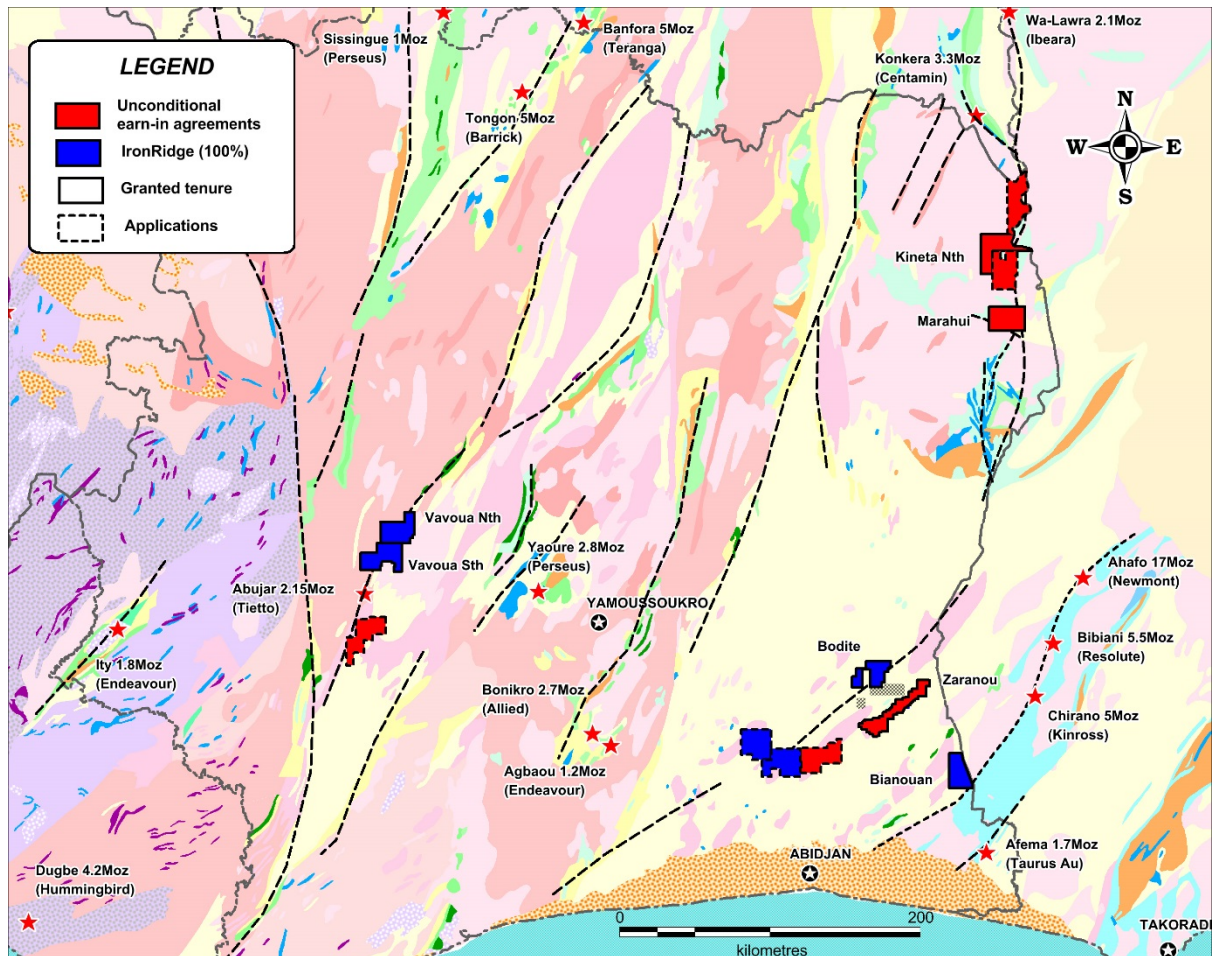 LEGEND
Unconditional
earn-in agreements
IronRidge (100%)
Granted tenure
Applications
Sissingue 1Moz
(Perseus)
Banfora 5Moz
(Teranga)
Wa-Lawra 2.1Moz
(Ibeara)
Konkera 3.3Moz
(Centamin)
Tongon 5Moz
(Barrick)
N
W
E
S
Kineta Nth
Marahui
Vavoua Nth
Vavoua Sth
Yaoure 2.8Moz
(Perseus)
Abujar 2.15Moz
(Tietto)
YAMOUSSOUKRO
Ahafo 17Moz
(Newmont)
Bibiani 5.5Moz
(Resolute)
Ity 1.8Moz
(Endeavour)
Bodite
Zaranou
Bonikro 2.7Moz
(Allied)
Chirano 5Moz
(Kinross)
Agbaou 1.2Moz
(Endeavour)
Bianouan
Afema 1.7Moz
(Taurus Au)
ABIDJAN
Dugbe 4.2Moz
(Hummingbird)
0
200
kilometres
TAKORADI